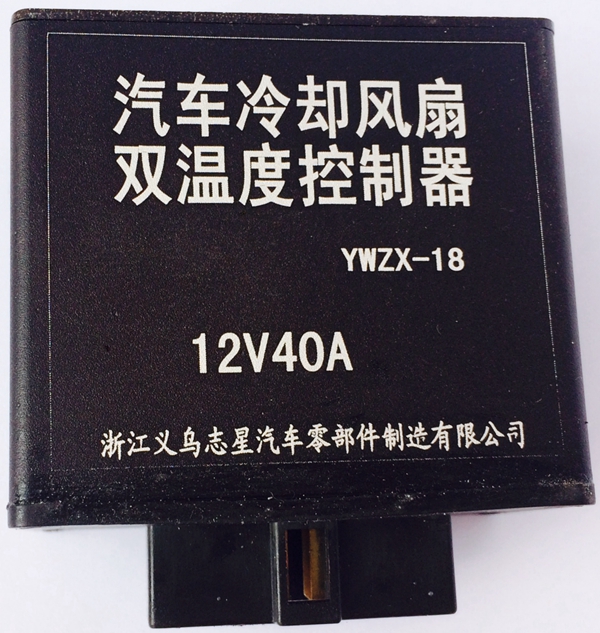 汽车冷却风扇
双温度控制器
YWZX-18
12V40A
浙江义乌志星汽车零部件制造有限公司